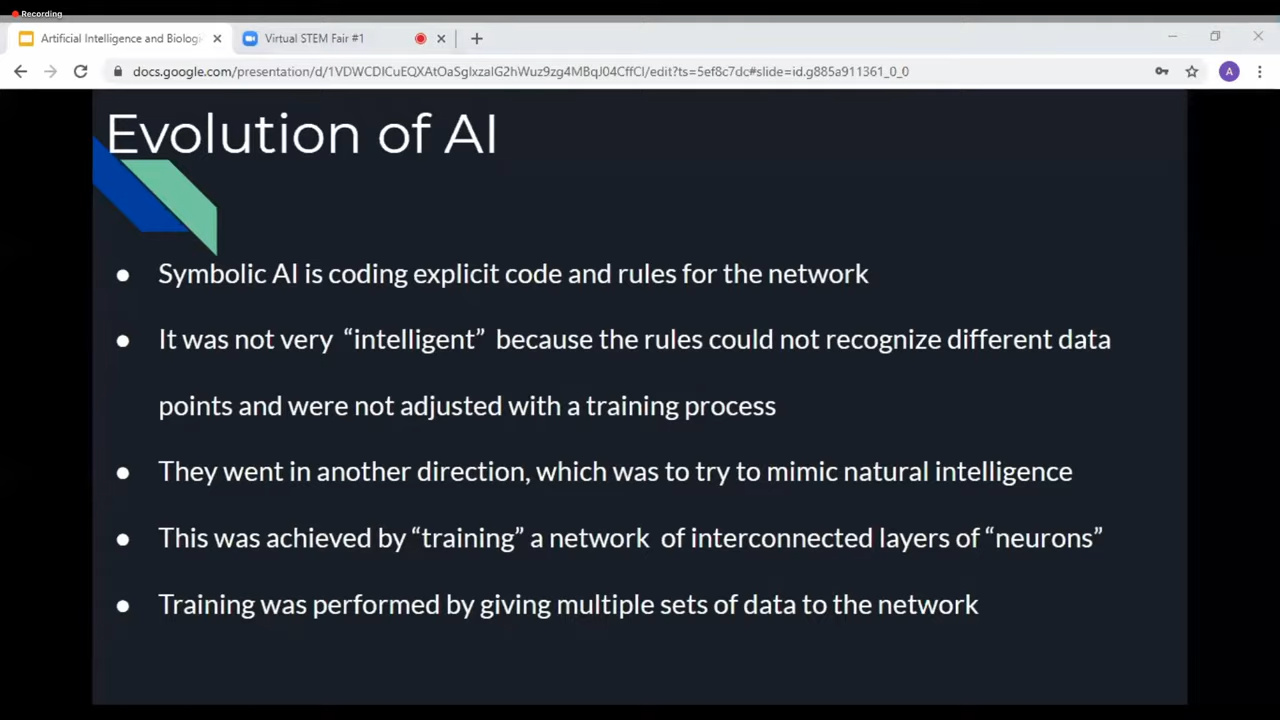 Recording
Artificial Intelligence and Biolog
Virtual STEM Fair #1
docs.google.com/presentation/d/1VDWCDICuEQXAtOaSgIxzaIG2hWuz9zg4MBqJ04CffCI/edit?ts=5ef8c7dc#slide=id.g885a911361_0_0
A
Evolution of AI
● Symbolic AI is coding explicit code and rules for the network
● It was not very “intelligent” because the rules could not recognize different data
points and were not adjusted with a training process
● They went in another direction, which was to try to mimic natural intelligence
● This was achieved by “training” a network of interconnected layers of “neurons”
● Training was performed by giving multiple sets of data to the network